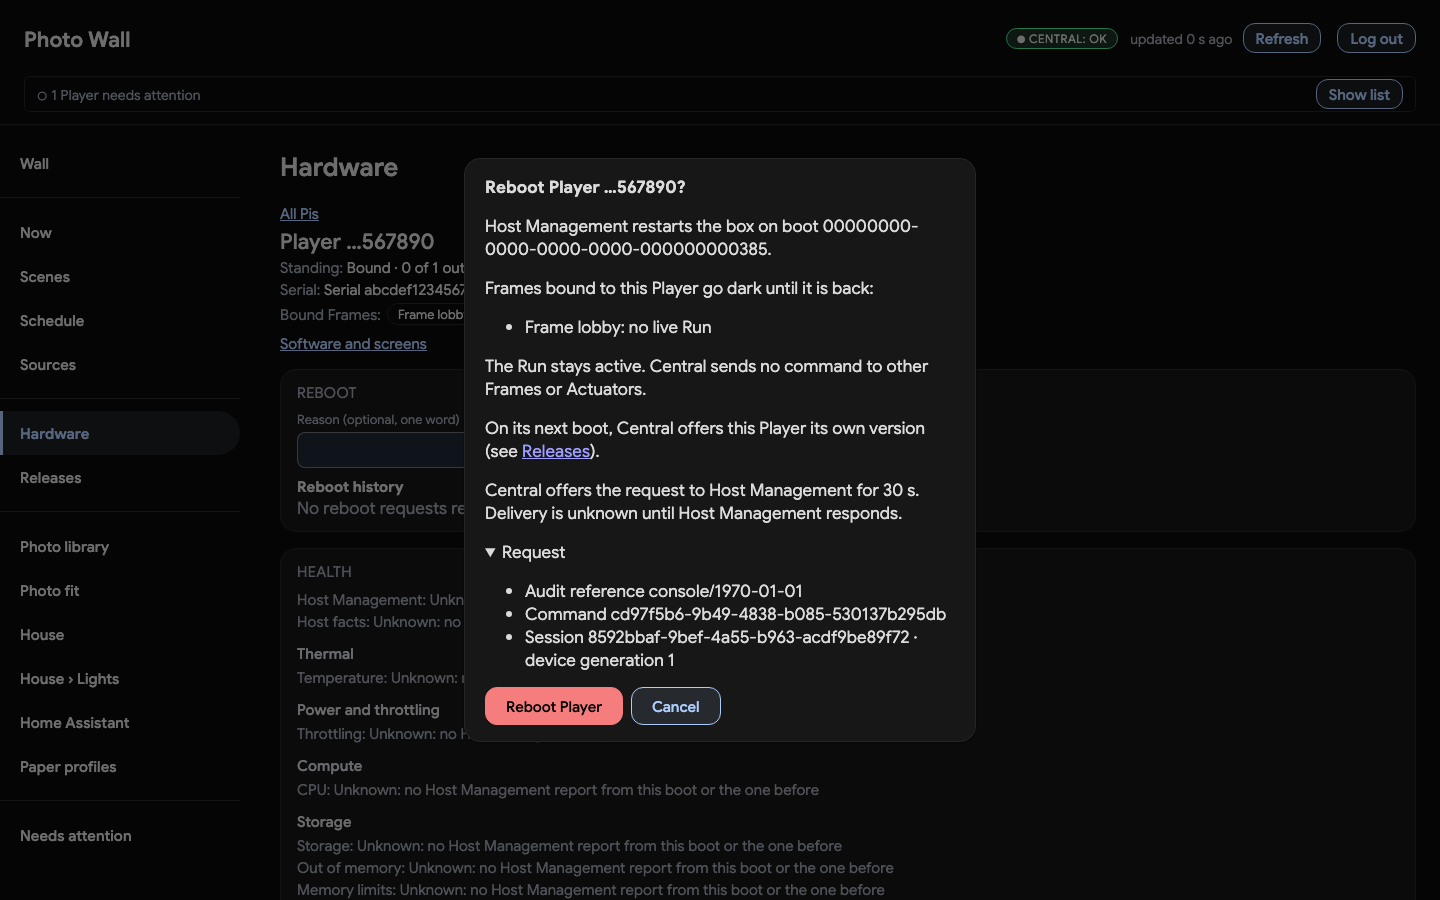 Photo Wall
CENTRAL: OK
updated 0 s ago
Refresh
Log out
1 Player needs attention
Show list
Wall
Now
Scenes
Schedule
Sources
Hardware
Releases
Photo library
Photo fit
House
House › Lights
Home Assistant
Paper profiles
Needs attention
Hardware
All Pis
Player ...567890
Standing: Bound · 0 of 1 out
Serial: Serial abcdef1234567
Bound Frames: Frame lobby
Software and screens
REBOOT
Reason (optional, one word)
Reboot history
No reboot requests re
HEALTH
Host Management: Unkn
Host facts: Unknown: no
Thermal
Temperature: Unknown:
Power and throttling
Throttling: Unknown: no H
Compute
CPU: Unknown: no Host Management report from this boot or the one before
Storage
Storage: Unknown: no Host Management report from this boot or the one before
Out of memory: Unknown: no Host Management report from this boot or the one before
Memory limits: Unknown: no Host Management report from this boot or the one before
Reboot Player ...567890?
Host Management restarts the box on boot 00000000-
0000-0000-0000-000000000385.
Frames bound to this Player go dark until it is back:
• Frame lobby: no live Run
The Run stays active. Central sends no command to other
Frames or Actuators.
On its next boot, Central offers this Player its own version
(see Releases).
Central offers the request to Host Management for 30 s.
Delivery is unknown until Host Management responds.
▼ Request
• Audit reference console/1970-01-01
• Command cd97f5b6-9b49-4838-b085-530137b295db
• Session 8592bbaf-9bef-4a55-b963-acdf9be89f72 ·
device generation 1
Reboot Player
Cancel